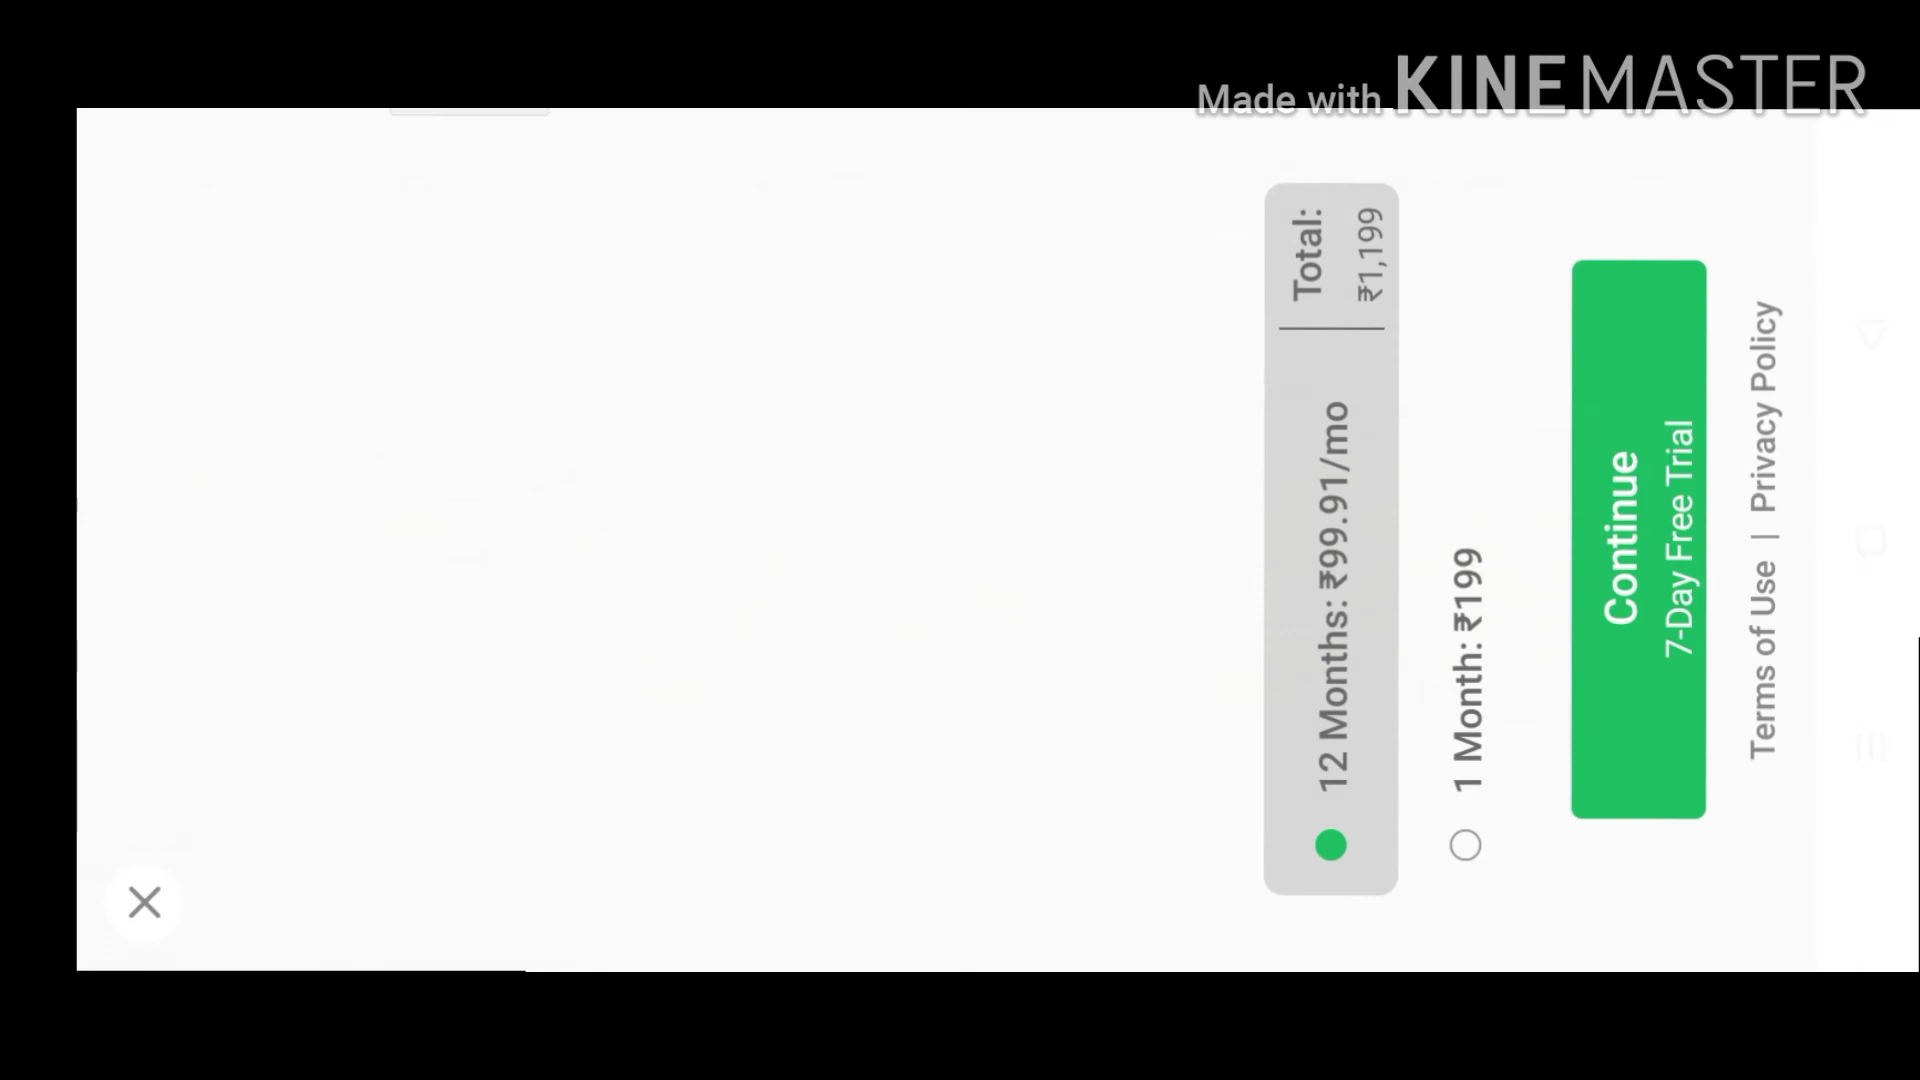 Made with KINEMASTER
12 Months: ₹99.91/mo
Total:
₹1,199
1 Month: ₹199
Continue
7-Day Free Trial
Terms of Use | Privacy Policy